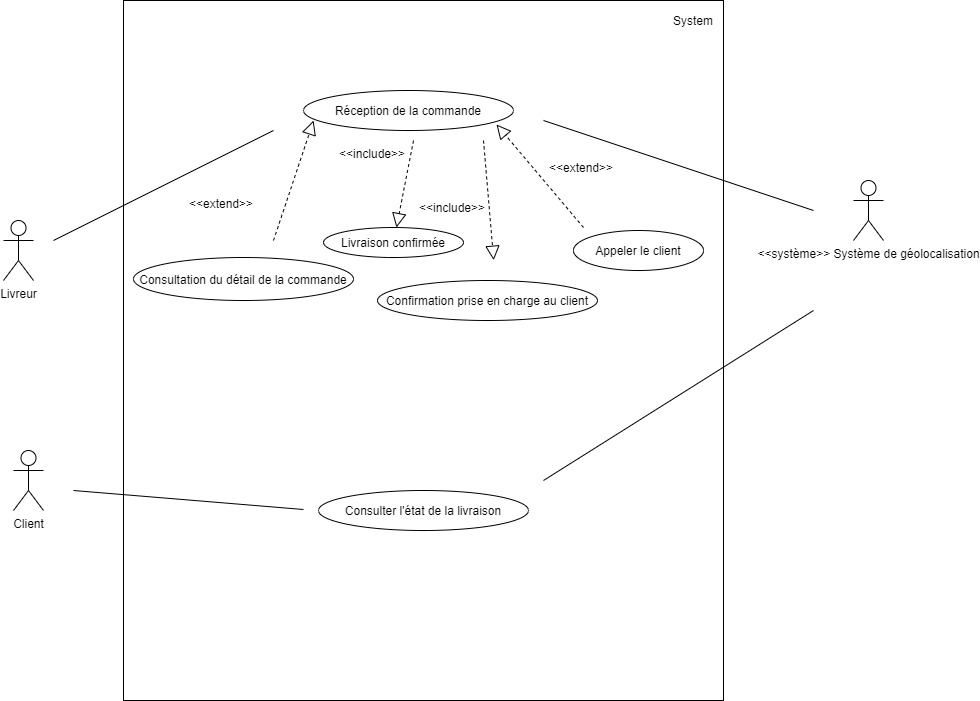 System
Réception de la commande
<<include>>
<<extend>>
<<extend>>
<<include>>
Livraison confirmée
Appeler le client
<<système>> Système de géolocalisation
Consultation du détail de la commande
Livreur
Confirmation prise en charge au client
Consulter l'état de la livraison
Client